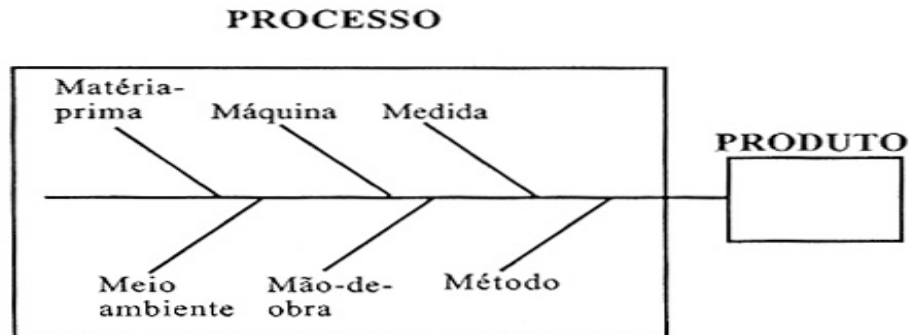 PROCESSO
Matéria-
prima
Máquina
Medida
PRODUTO
Meio
ambiente
Mão-de-
obra
Método